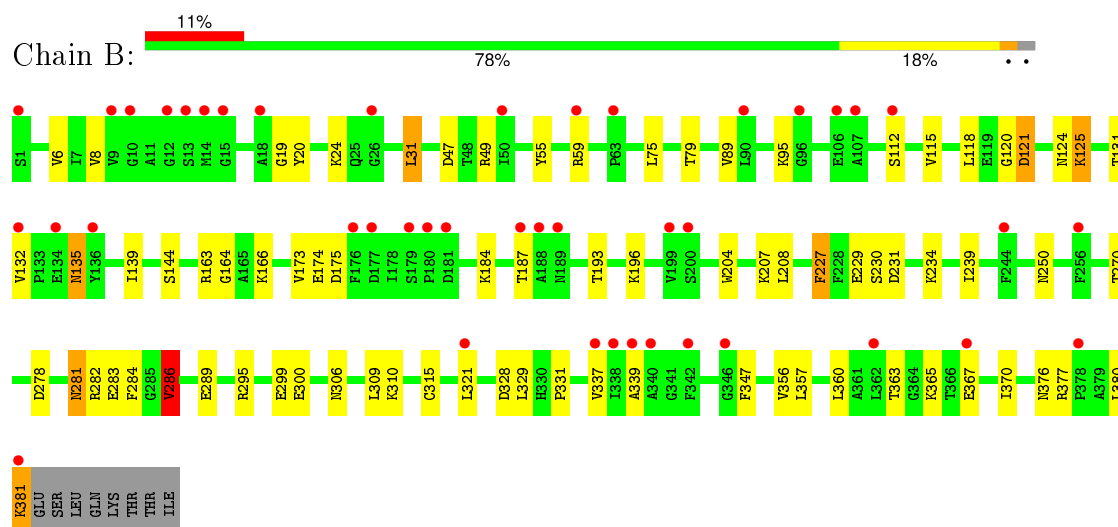 11%
Chain B:
78% 18% • •
S1 V6 I7 V8 V9 G10 A11 G12 S13 M14 G15 A18 G19 Y20 K24 Q25 G26 L31 D47 T48 R49 I50 Y55 R59 P63 L75 T79 V89 L90 K95 G96 E106 A107 S112 V115 L118 E119 G120 D121 N124 K125 T131
V132 P133 E134 N135 Y136 I139 S144 R163 G164 A165 K166 V173 E174 D175 F176 D177 I178 S179 P180 D181 K184 T187 A188 N189 T193 K196 V199 S200 W204 K207 L208 F227 F228 E229 S230 D231 K234 I239 F244 N250 F256 T270
D278 N281 R282 E283 F284 G285 V286 E289 R295 E299 E300 N306 L309 K310 C315 L321 D328 L329 H330 P331 V337 I338 A339 A340 G341 F342 G346 F347 V356 L357 L360 A361 L362 T363 G364 K365 T366 E367 I370 N376 R377 P378 A379 L380
K381 GLU SER LEU GLN LYS THR THR ILE